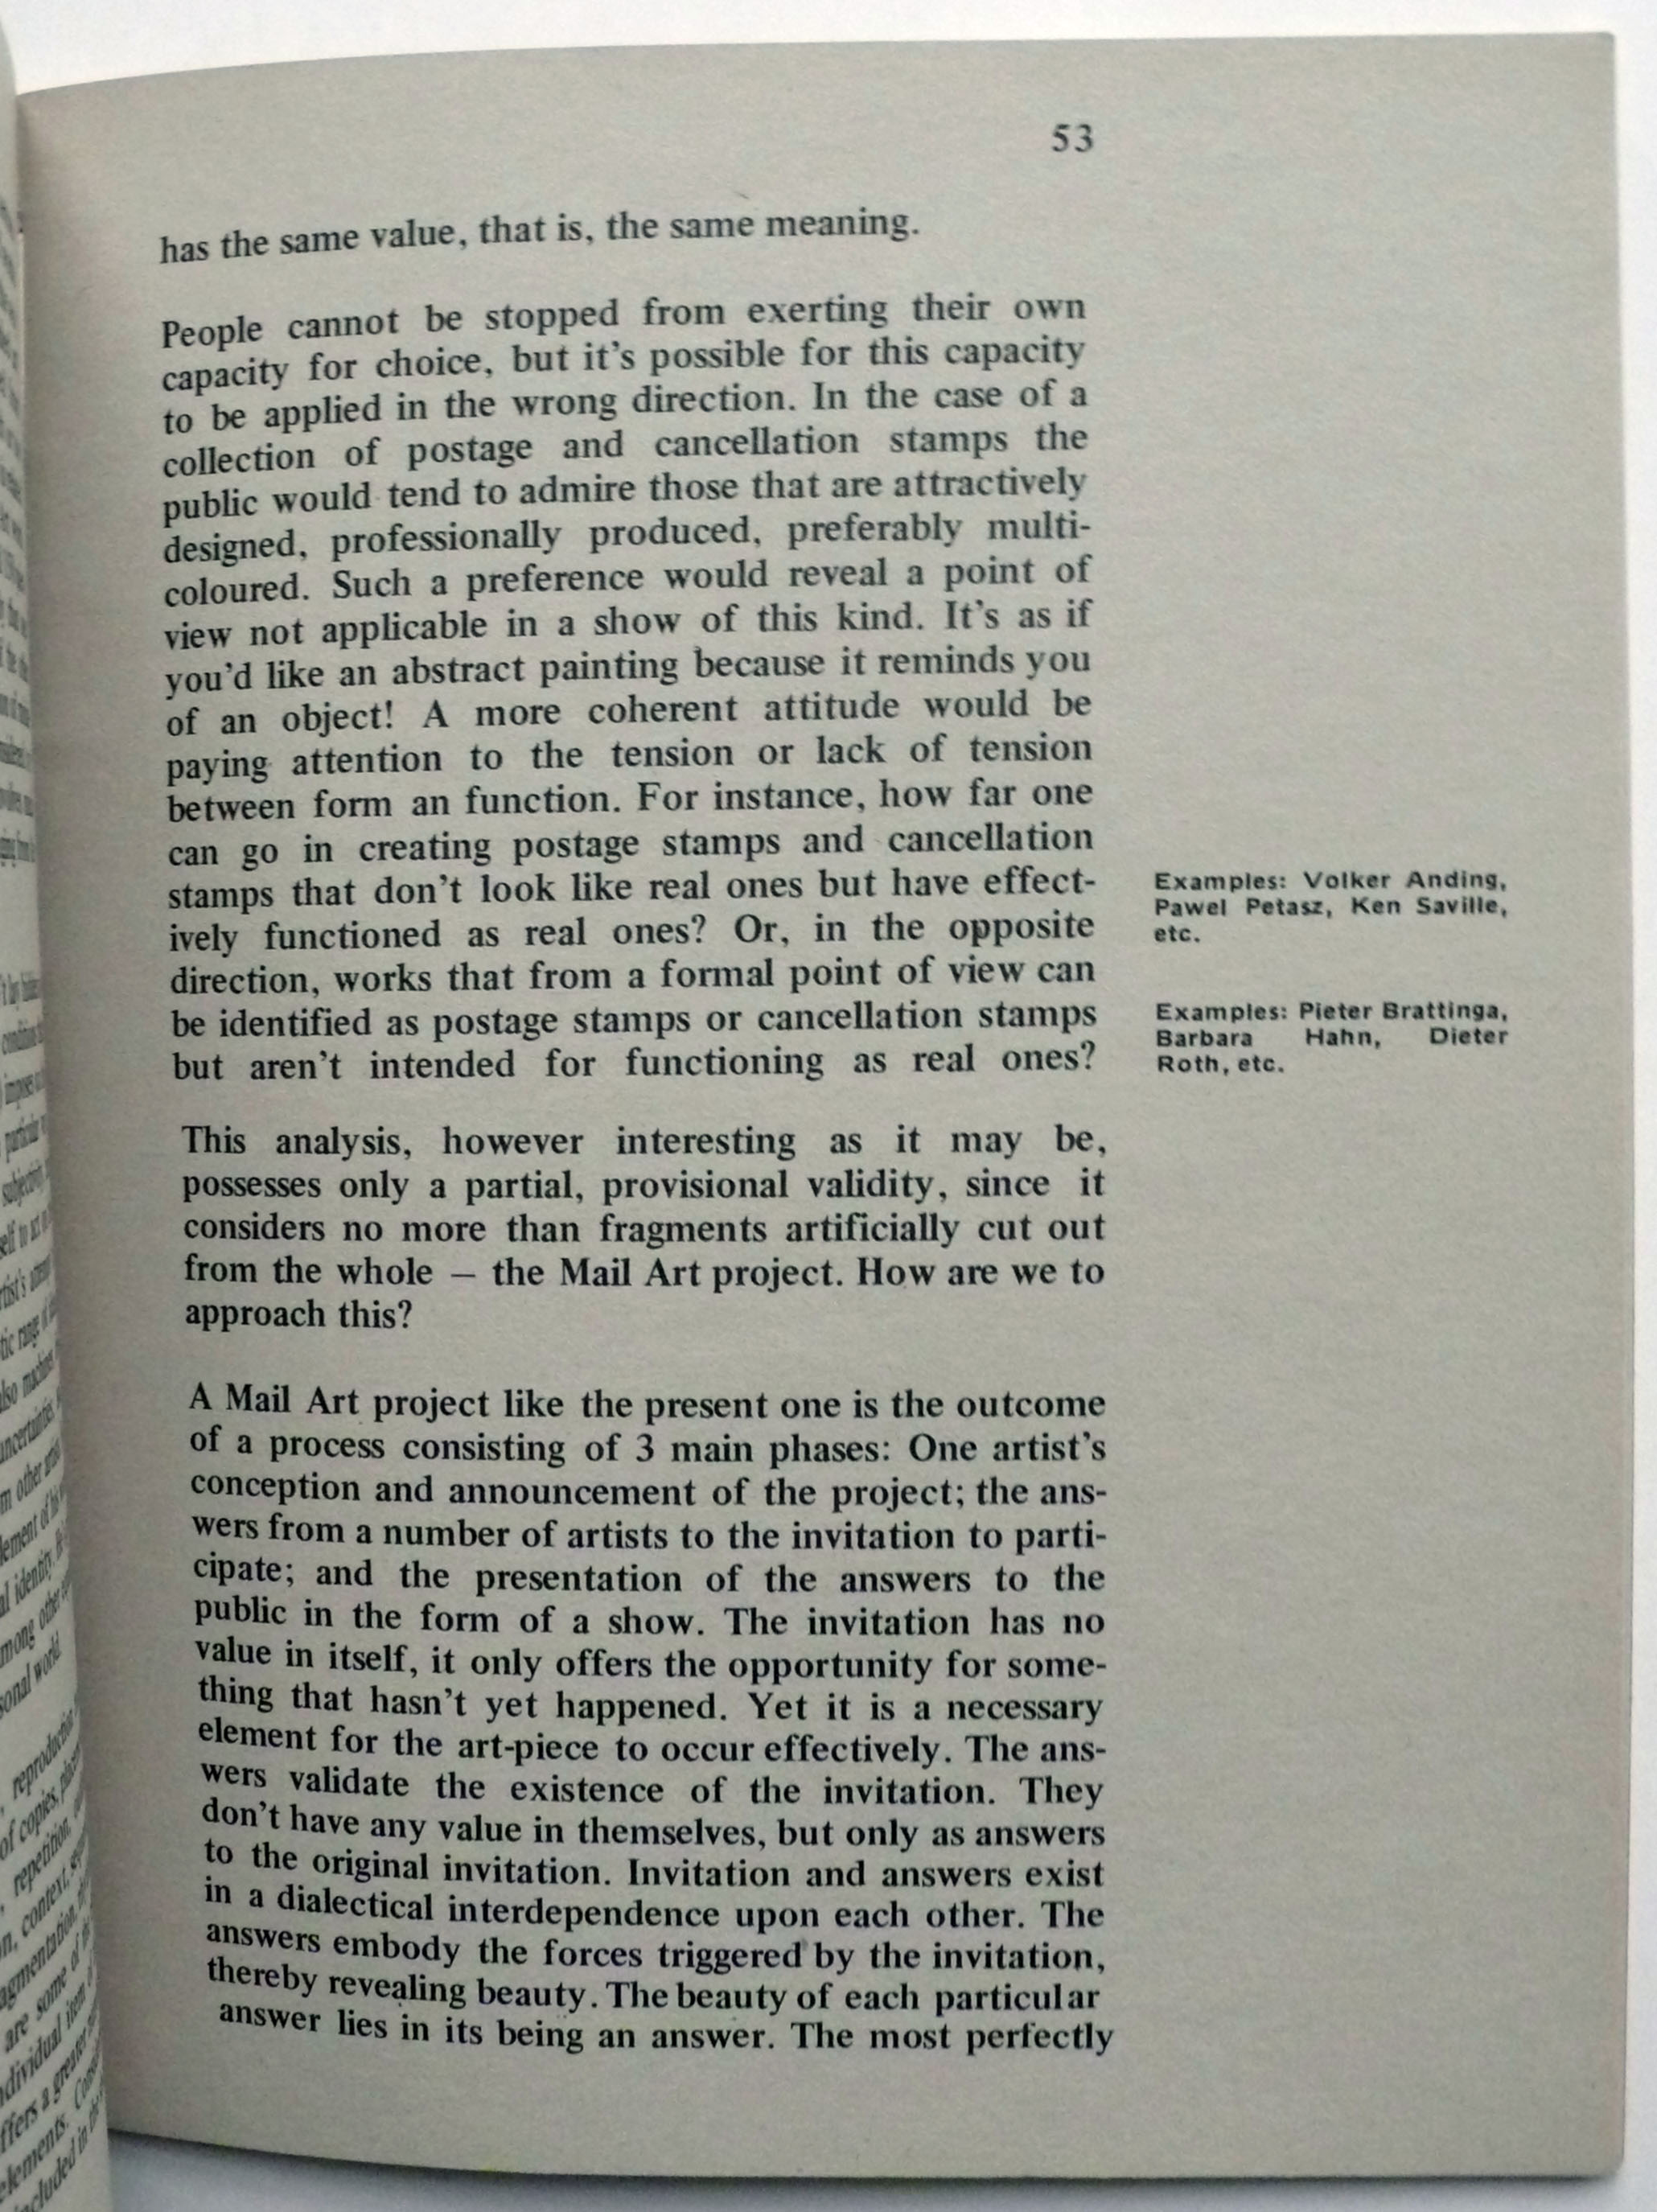 53
has the same value, that is, the same meaning.
People cannot be stopped from exerting their own
capacity for choice, but it's possible for this capacity
to be applied in the wrong direction. In the case of a
collection of postage and cancellation stamps the
public would tend to admire those that are attractively
designed, professionally produced, preferably multi-
coloured. Such a preference would reveal a point of
view not applicable in a show of this kind. It's as if
you'd like an abstract painting because it reminds you
of an object! A more coherent attitude would be
paying attention to the tension or lack of tension
between form an function. For instance, how far one
can go in creating postage stamps and cancellation
stamps that don't look like real ones but have effect-
ively functioned as real ones? Or, in the opposite
direction, works that from a formal point of view can
be identified as postage stamps or cancellation stamps
but aren't intended for functioning as real ones?
Examples: Volker Anding,
Pawel Petasz, Ken Saville,
etc.
Examples: Pieter Brattinga,
Barbara Hahn, Dieter
Roth, etc.
This analysis, however interesting as it may be,
possesses only a partial, provisional validity, since it
considers no more than fragments artificially cut out
from the whole – the Mail Art project. How are we to
approach this?
A Mail Art project like the present one is the outcome
of a process consisting of 3 main phases: One artist's
conception and announcement of the project; the ans-
wers from a number of artists to the invitation to parti-
cipate; and the presentation of the answers to the
public in the form of a show. The invitation has no
value in itself, it only offers the opportunity for some-
thing that hasn't yet happened. Yet it is a necessary
element for the art-piece to occur effectively. The ans-
wers validate the existence of the invitation. They
don't have any value in themselves, but only as answers
to the original invitation. Invitation and answers exist
in a dialectical interdependence upon each other. The
answers embody the forces triggered by the invitation,
thereby revealing beauty. The beauty of each particular
answer lies in its being an answer. The most perfectly